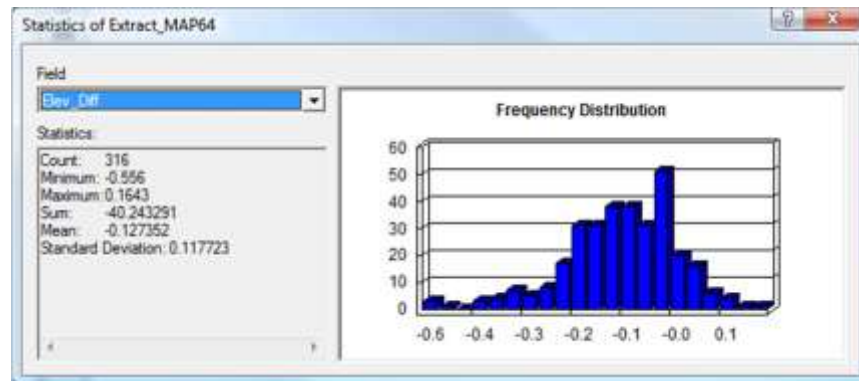 Statistics of Extract_MAP64
Field
Elev_Diff
Statistics:
Count: 316
Minimum: -0.556
Maximum: 0.1643
Sum: -40.243291
Mean: -0.127352
Standard Deviation: 0.117723
Frequency Distribution
60
50
40
30
20
10
0
-0.6 -0.4 -0.3 -0.2 -0.1 -0.0 0.1